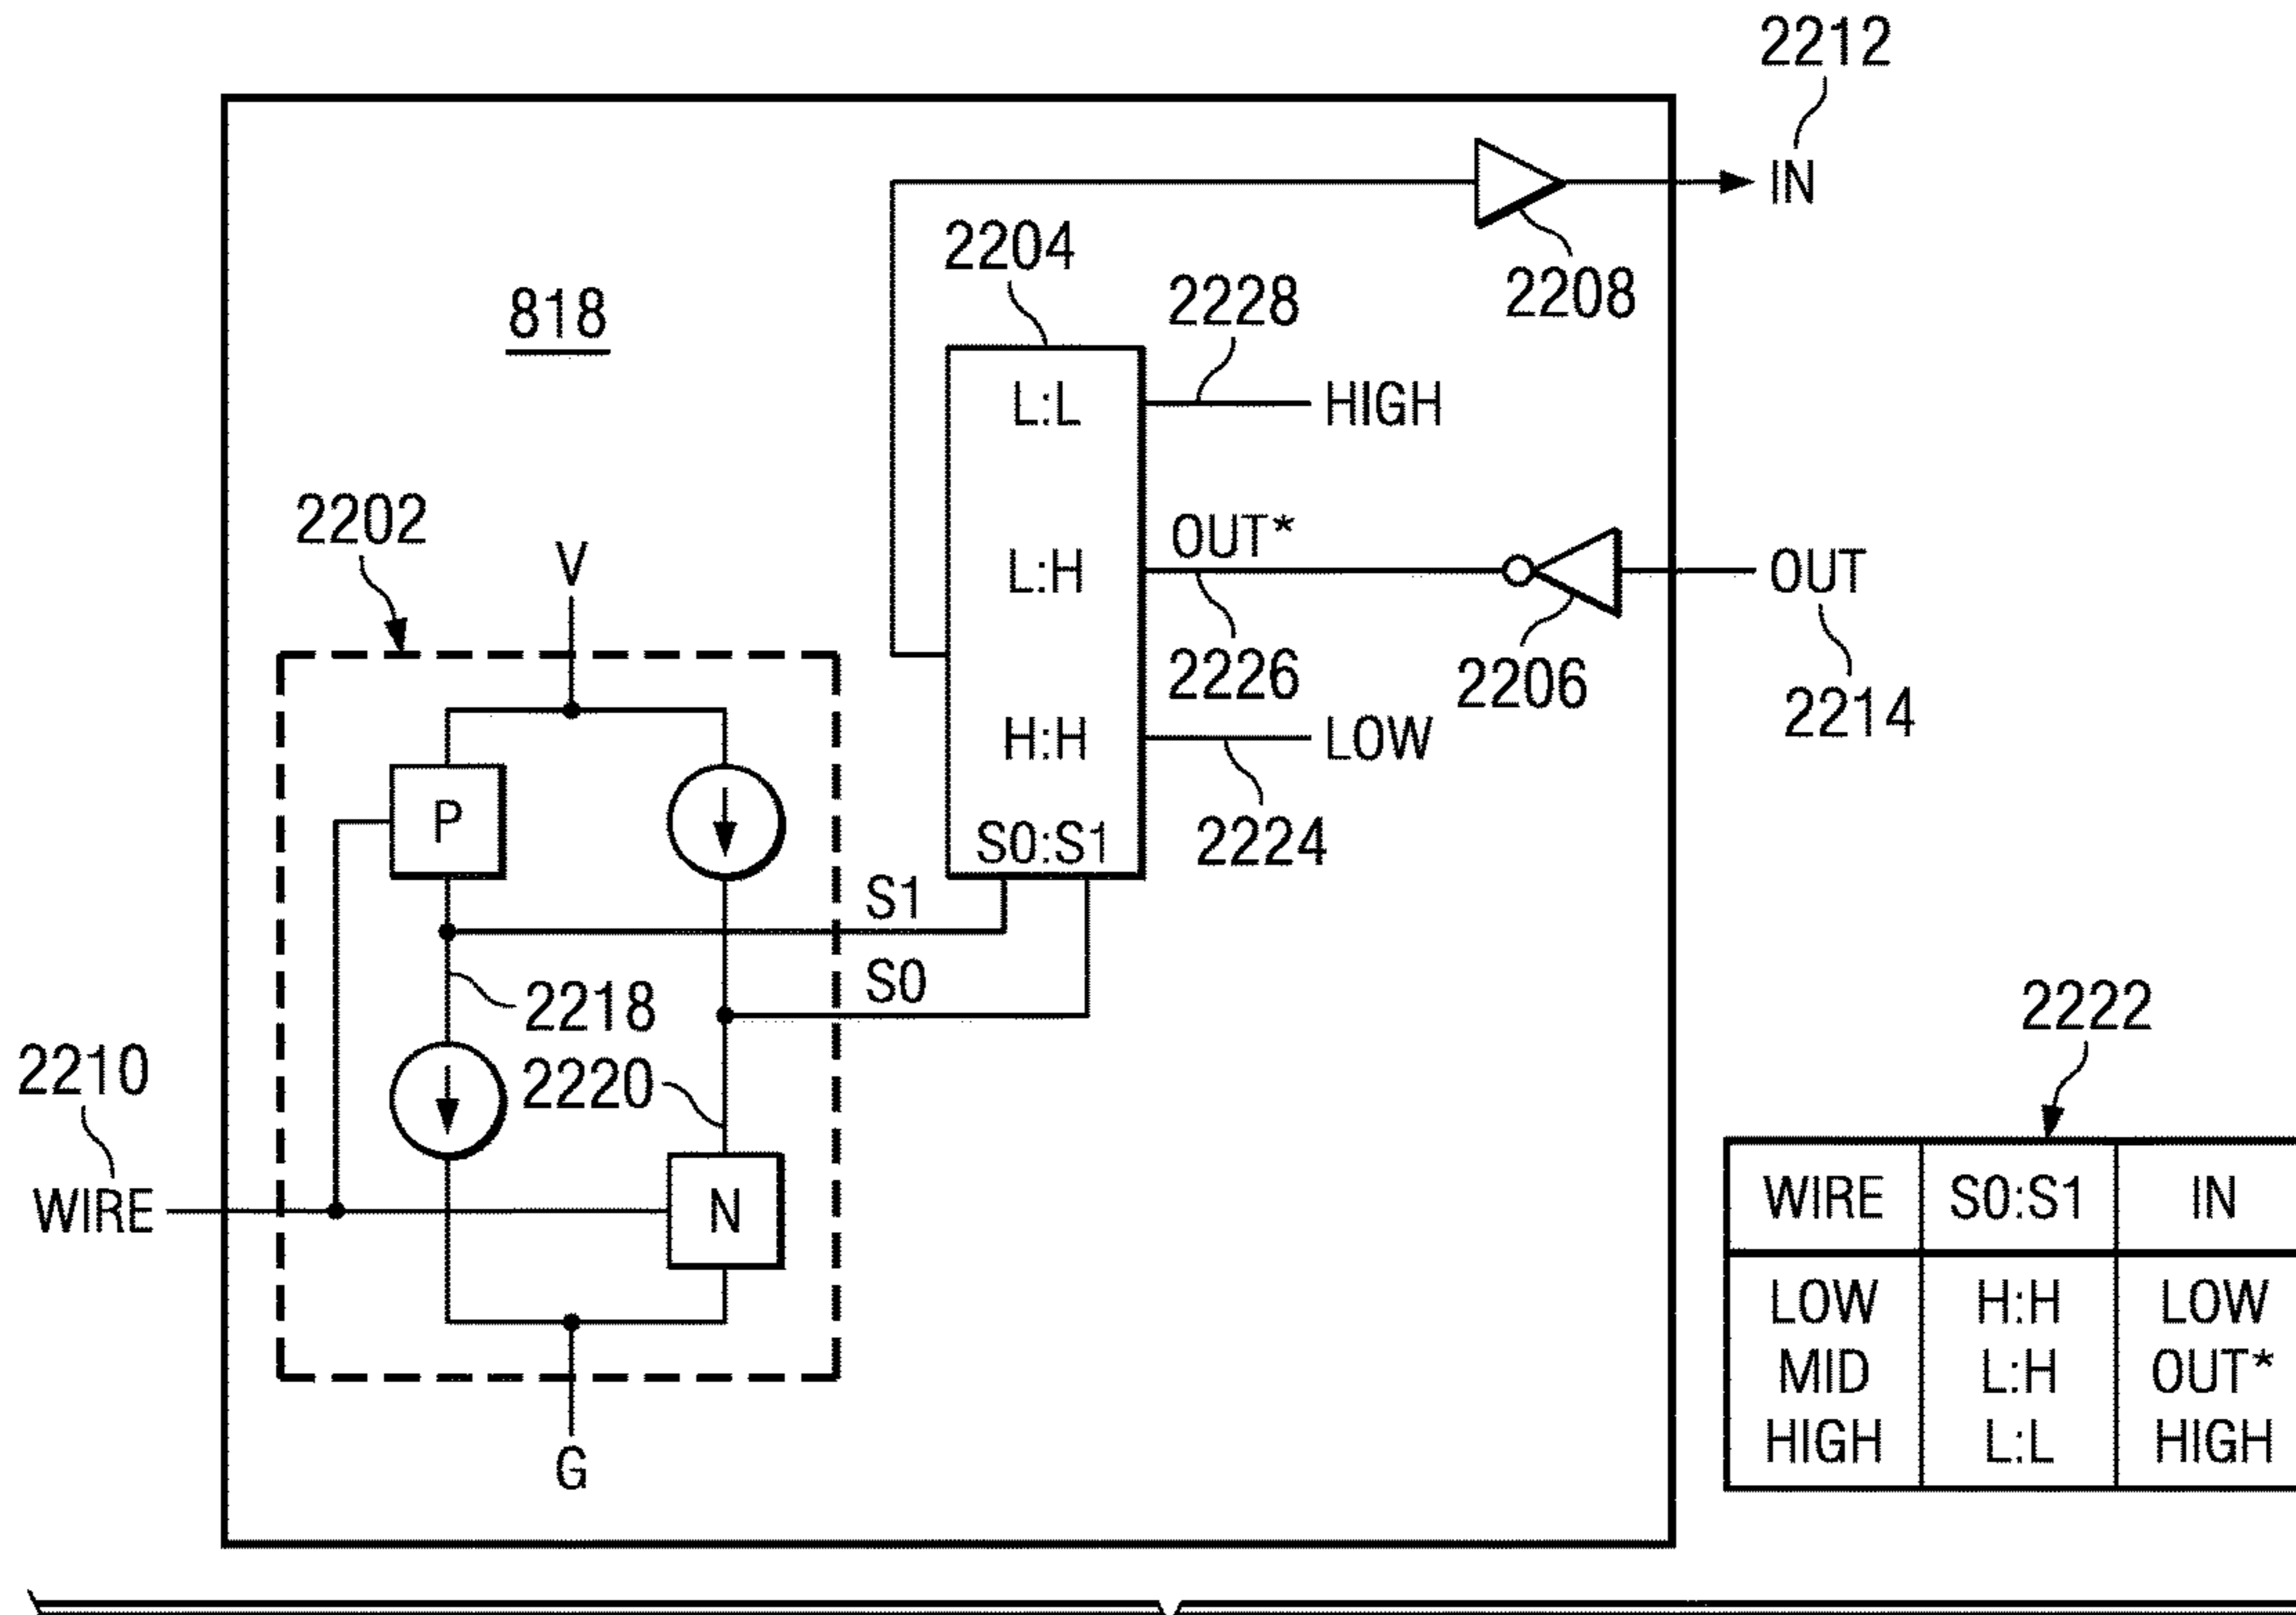 2212
IN
2204
2228
2208
818
L:L
HIGH
2202
V
OUT*
L:H
OUT
2226
2206
2214
H:H
LOW
P
S0:S1
2224
S1
S0
2218
2222
2210
2220
WIRE
N
G
WIRE S0:S1 IN
LOW H:H LOW
MID L:H OUT*
HIGH L:L HIGH